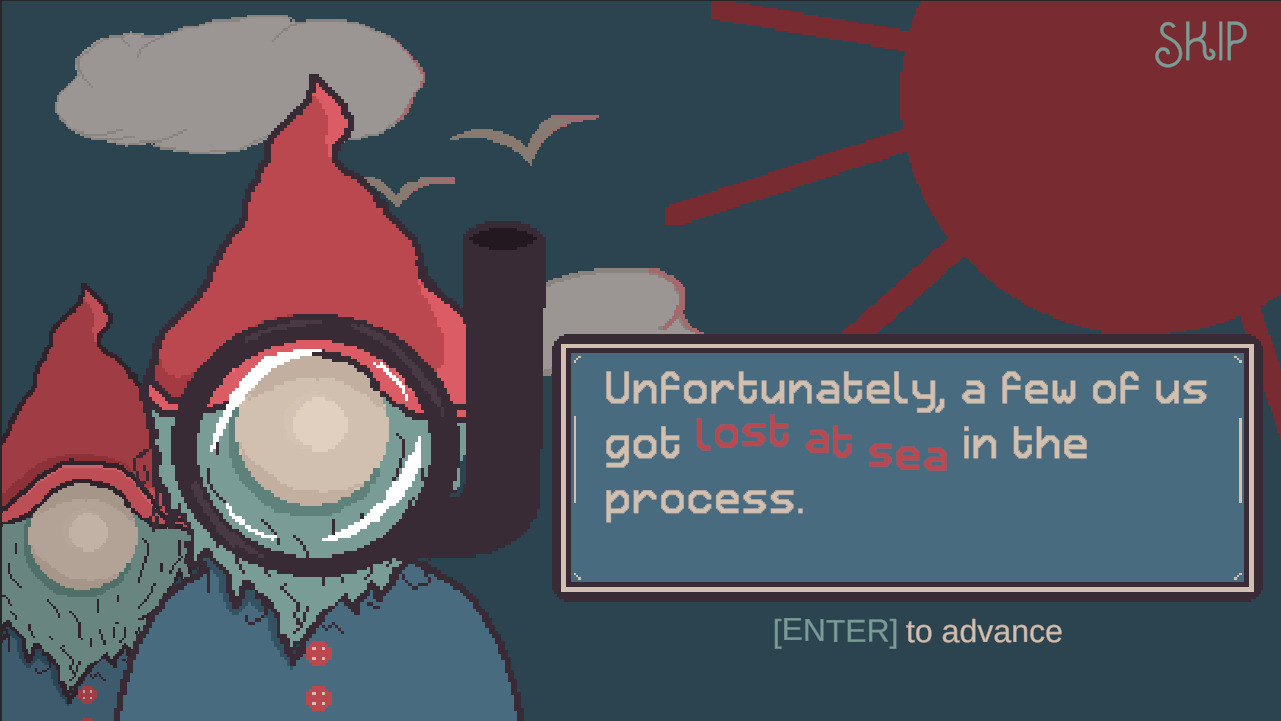 SKIP
Unfortunately, a few of us
got lost at sea in the
process.
[ENTER] to advance